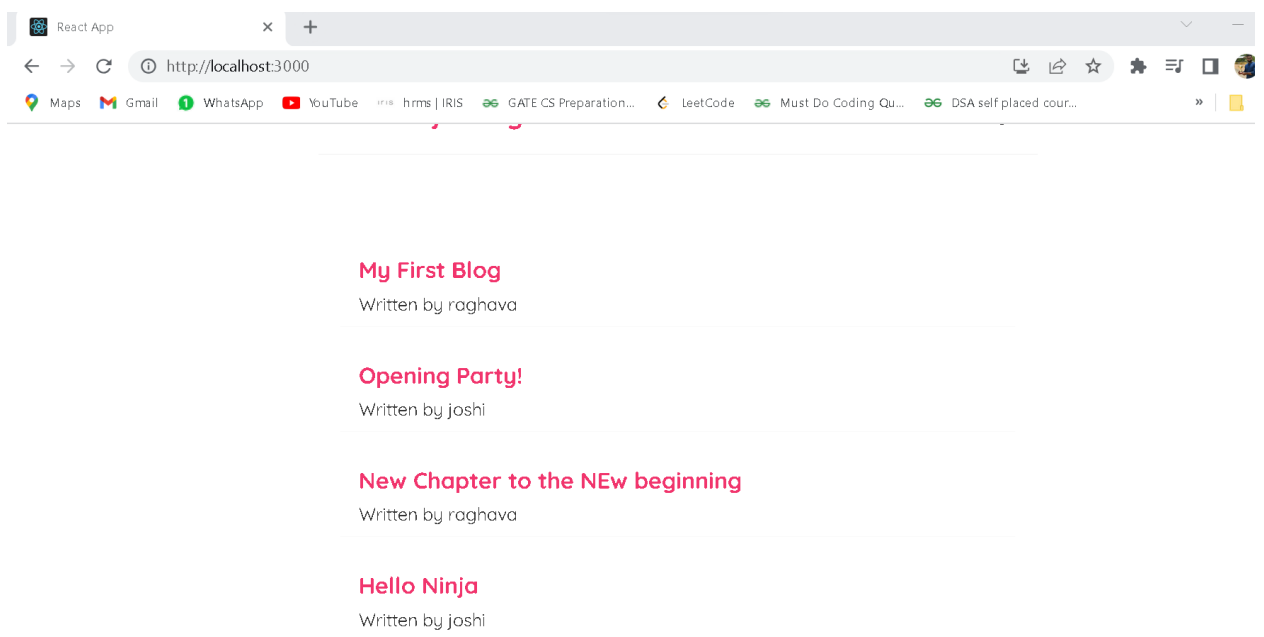 React App
http://localhost:3000
Maps Gmail 1 WhatsApp YouTube IRIS hrms | IRIS GATE CS Preparation... LeetCode Must Do Coding Qu... DSA self placed cour... »
My First Blog
Written by raghava
Opening Party!
Written by joshi
New Chapter to the NEw beginning
Written by raghava
Hello Ninja
Written by joshi